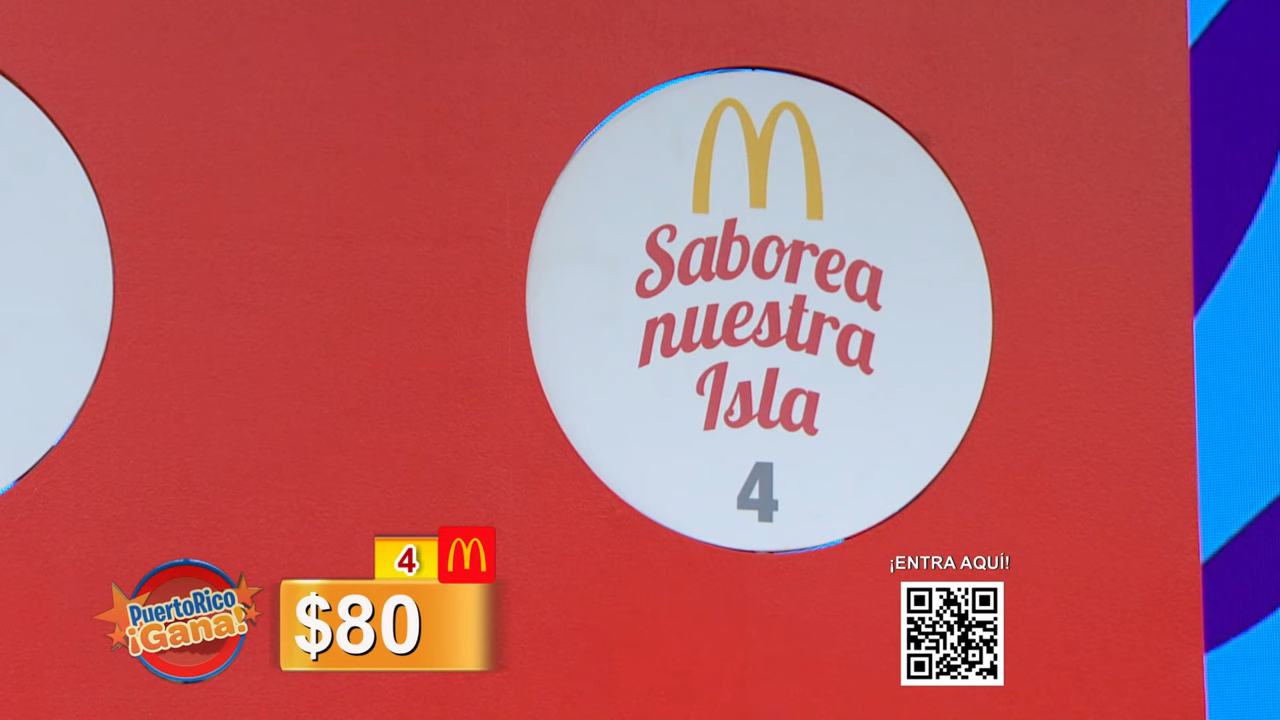 Saborea
nuestra
Isla
4
4
PuertoRico
¡Gana!
$80
¡ENTRA AQUÍ!